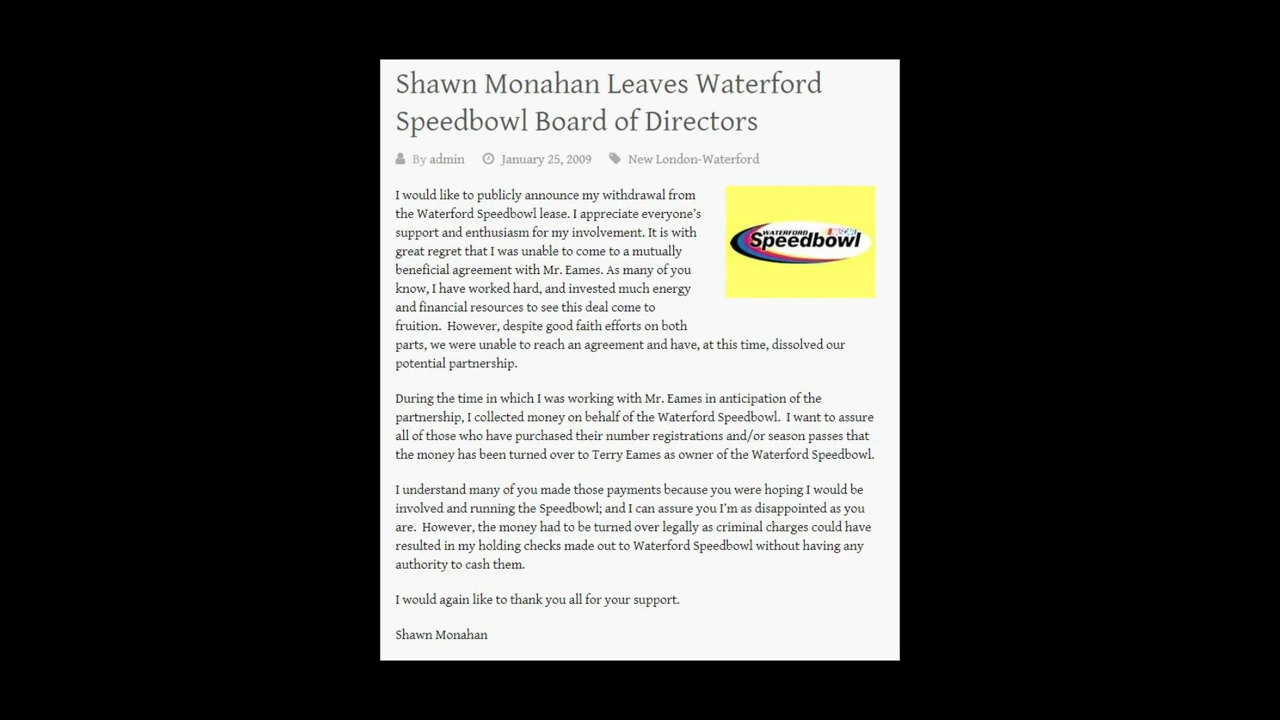 Shawn Monahan Leaves Waterford
Speedbowl Board of Directors
By admin January 25, 2009 New London-Waterford
I would like to publicly announce my withdrawal from
the Waterford Speedbowl lease. I appreciate everyone's
support and enthusiasm for my involvement. It is with
great regret that I was unable to come to a mutually
beneficial agreement with Mr. Eames. As many of you
know, I have worked hard, and invested much energy
and financial resources to see this deal come to
fruition. However, despite good faith efforts on both
parts, we were unable to reach an agreement and have, at this time, dissolved our
potential partnership.
WATERFORD
NASCAR
Speedbowl
During the time in which I was working with Mr. Eames in anticipation of the
partnership, I collected money on behalf of the Waterford Speedbowl. I want to assure
all of those who have purchased their number registrations and/or season passes that
the money has been turned over to Terry Eames as owner of the Waterford Speedbowl.
I understand many of you made those payments because you were hoping I would be
involved and running the Speedbowl; and I can assure you I'm as disappointed as you
are. However, the money had to be turned over legally as criminal charges could have
resulted in my holding checks made out to Waterford Speedbowl without having any
authority to cash them.
I would again like to thank you all for your support.
Shawn Monahan